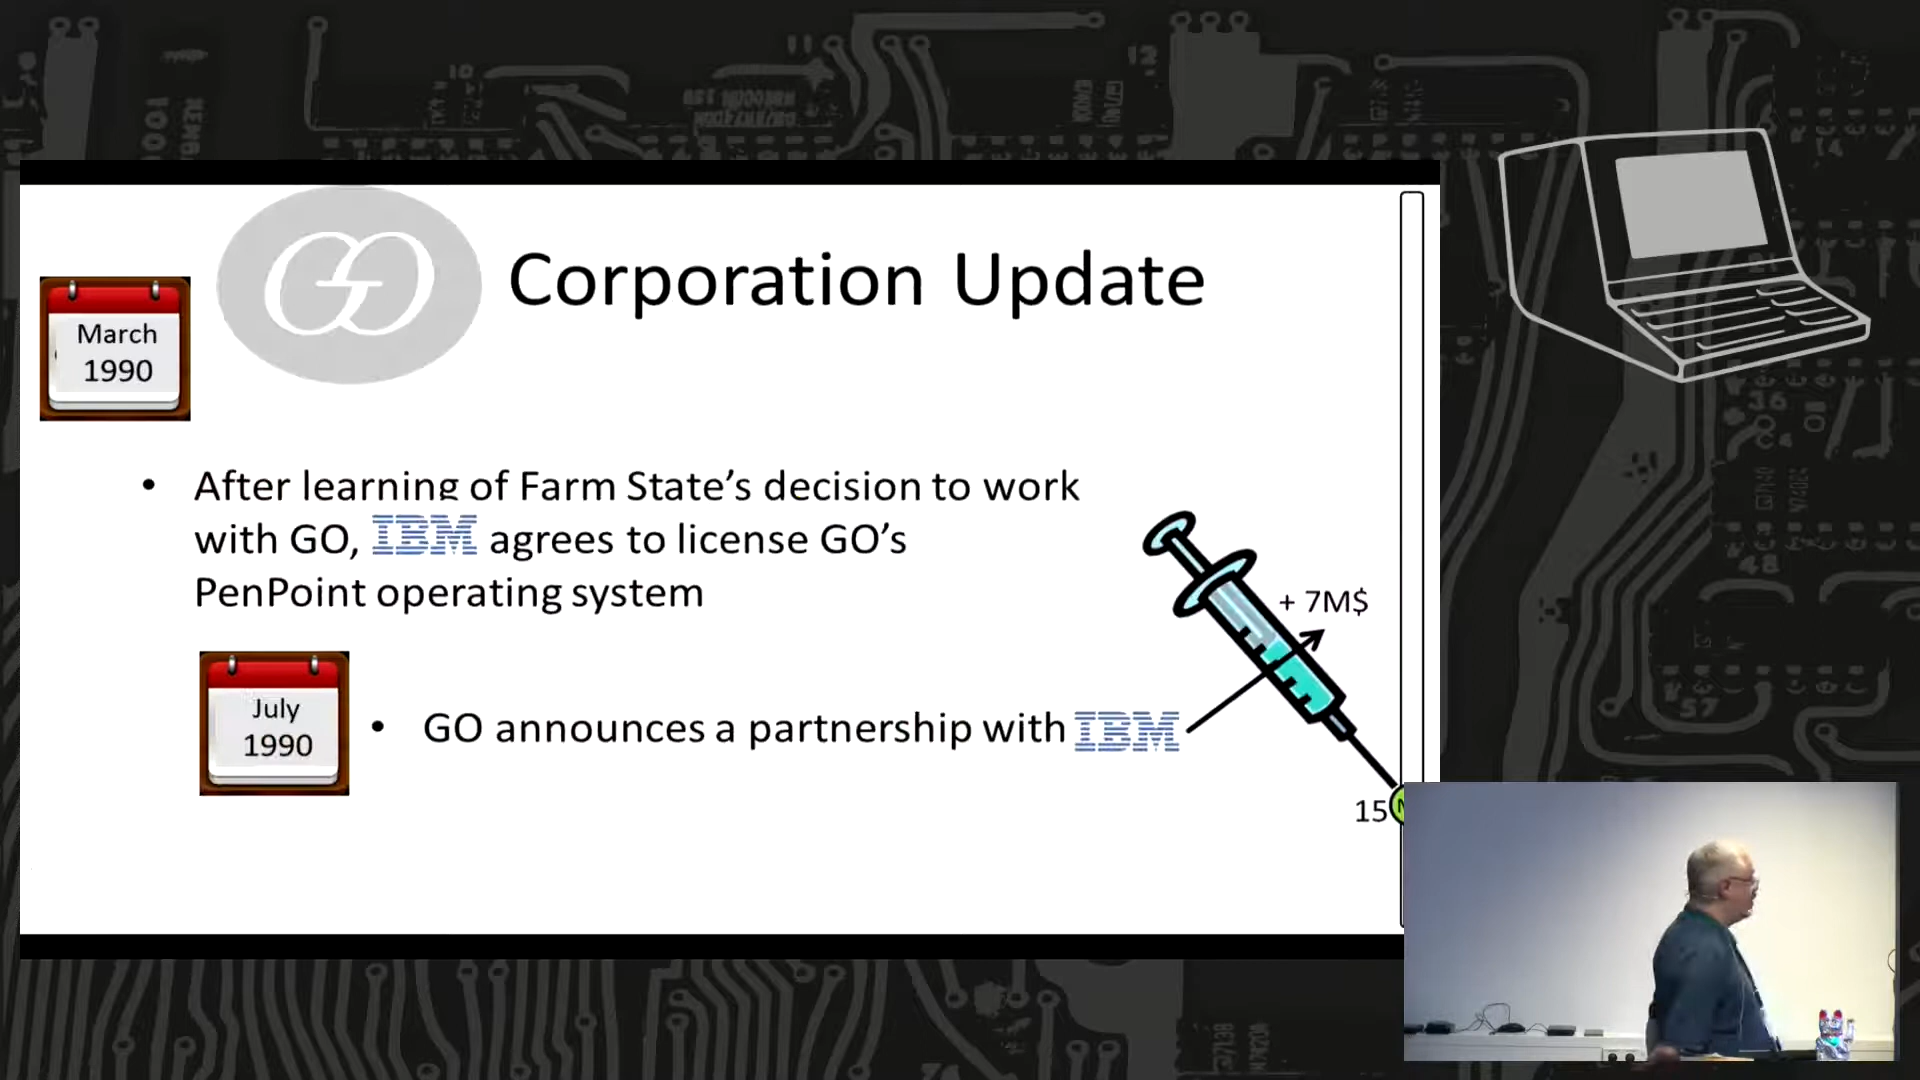 GO Corporation Update
March
1990
• After learning of Farm State's decision to work
with GO, IBM agrees to license GO's
PenPoint operating system
+ 7M$
July
1990
• GO announces a partnership with IBM
15